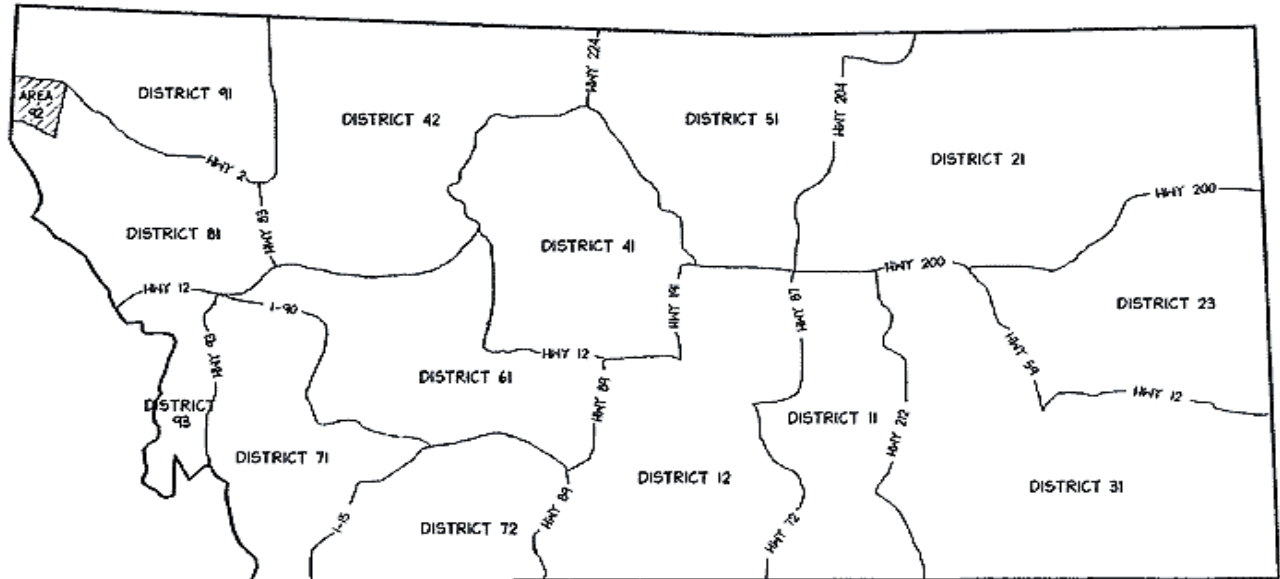 HWY 224
HWY 204
AREA
92
DISTRICT 91
DISTRICT 42
DISTRICT 51
DISTRICT 21
HWY 2
HWY 200
HWY 83
DISTRICT 81
DISTRICT 41
HWY 200
HWY 12
I-90
HWY 191
HWY 87
DISTRICT 23
HWY 93
HWY 12
HWY 59
DISTRICT 61
HWY 89
HWY 12
DISTRICT
93
DISTRICT 11
HWY 212
DISTRICT 71
DISTRICT 12
DISTRICT 31
I-15
DISTRICT 72
HWY 89
HWY 72